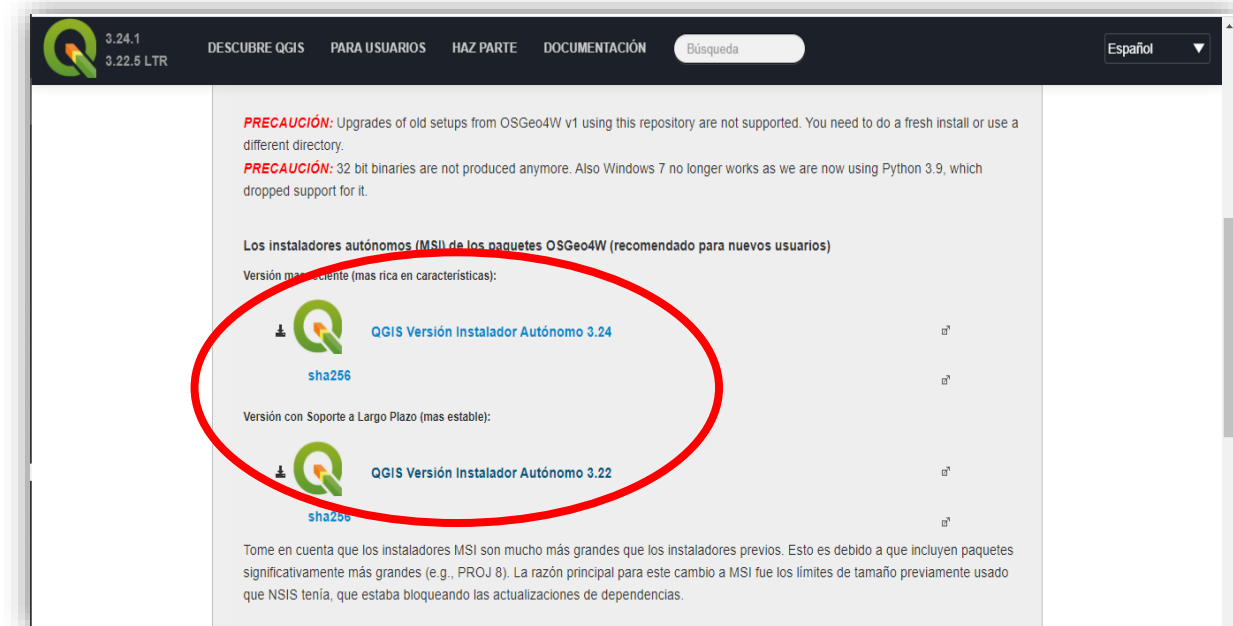 3.24.1
3.22.5 LTR
DESCUBRE QGIS PARA USUARIOS HAZ PARTE DOCUMENTACIÓN Búsqueda Español
PRECAUCIÓN: Upgrades of old setups from OSGeo4W v1 using this repository are not supported. You need to do a fresh install or use a
different directory.
PRECAUCIÓN: 32 bit binaries are not produced anymore. Also Windows 7 no longer works as we are now using Python 3.9, which
dropped support for it.
Los instaladores autónomos (MSI) de los paquetes OSGeo4W (recomendado para nuevos usuarios)
Versión mas reciente (mas rica en características):
QGIS Versión Instalador Autónomo 3.24
sha256
Versión con Soporte a Largo Plazo (mas estable):
QGIS Versión Instalador Autónomo 3.22
sha256
Tome en cuenta que los instaladores MSI son mucho más grandes que los instaladores previos. Esto es debido a que incluyen paquetes
significativamente más grandes (e.g., PROJ 8). La razón principal para este cambio a MSI fue los límites de tamaño previamente usado
que NSIS tenía, que estaba bloqueando las actualizaciones de dependencias.